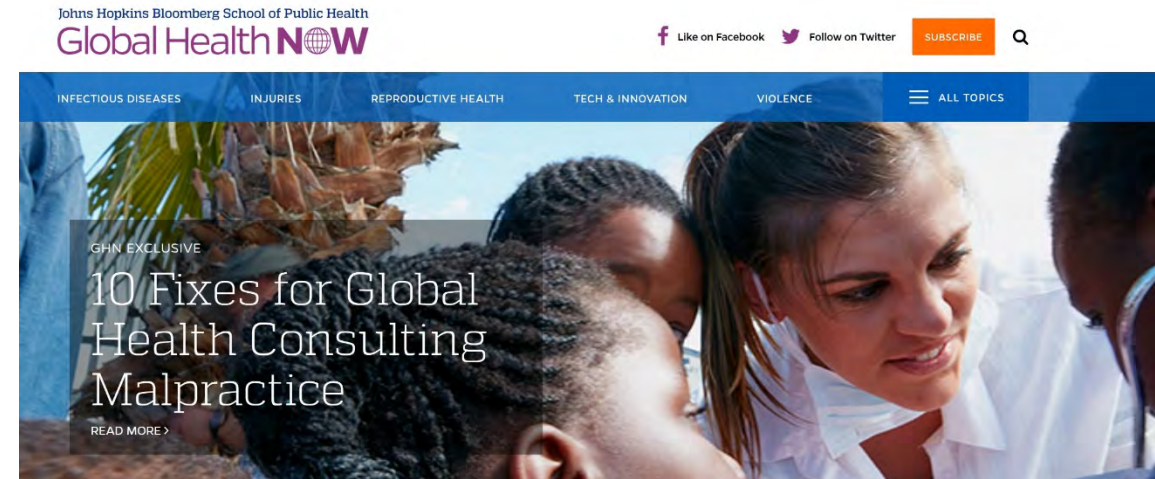 Johns Hopkins Bloomberg School of Public Health
Global Health NOW
Like on Facebook
Follow on Twitter
SUBSCRIBE
INFECTIOUS DISEASES
INJURIES
REPRODUCTIVE HEALTH
TECH & INNOVATION
VIOLENCE
ALL TOPICS
GHN EXCLUSIVE
10 Fixes for Global
Health Consulting
Malpractice
READ MORE >